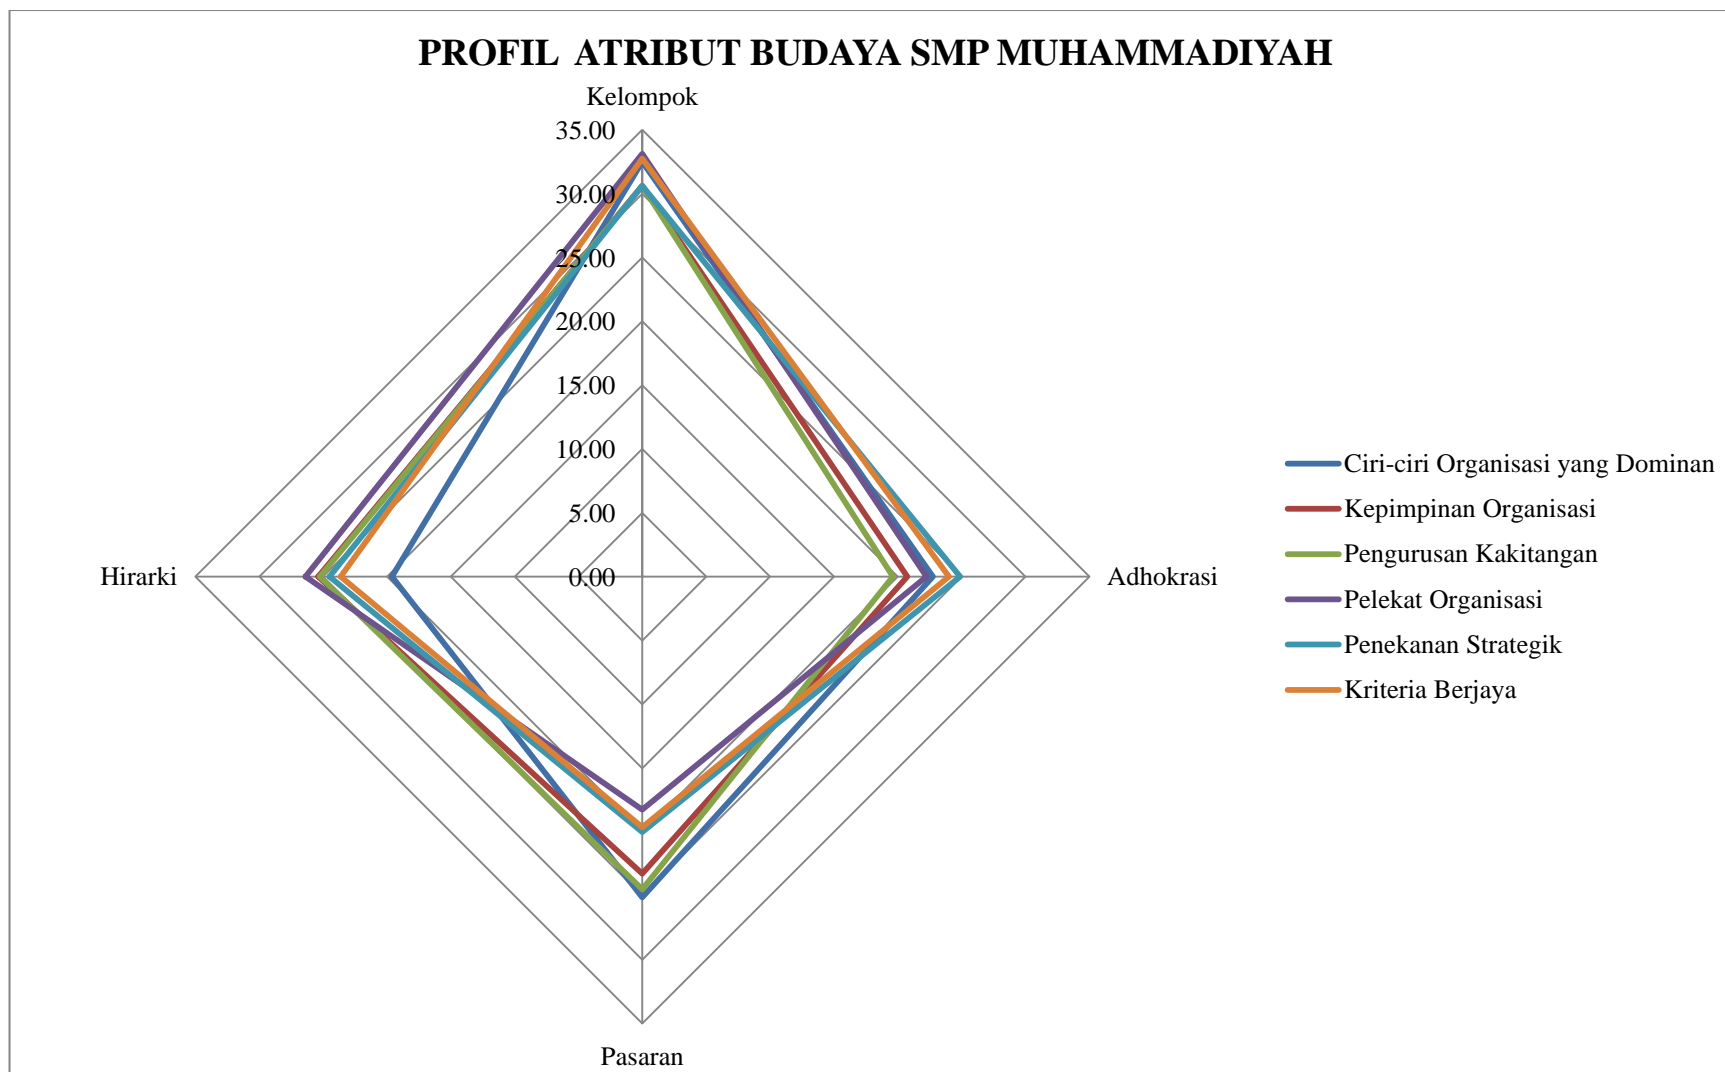 PROFIL ATRIBUT BUDAYA SMP MUHAMMADIYAH
Kelompok
35.00
30.00
25.00
20.00
15.00
10.00
5.00
0.00
Hirarki
Adhokrasi
Pasaran
Ciri-ciri Organisasi yang Dominan
Kepimpinan Organisasi
Pengurusan Kakitangan
Pelekat Organisasi
Penekanan Strategik
Kriteria Berjaya